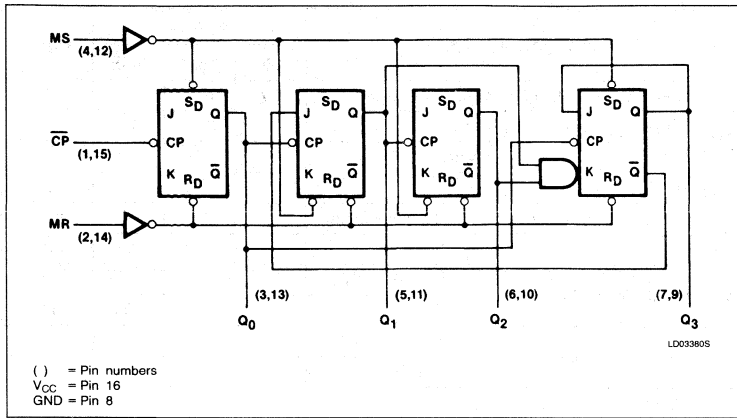 MS
(4,12)
S_D
S_D
S_D
S_D
J Q
J Q
J Q
J Q
C̅P̅
(1,15)
CP
CP
CP
CP
K Q̅
K Q̅
K Q̅
K Q̅
R_D
R_D
R_D
R_D
MR
(2,14)
(3,13)
(5,11)
(6,10)
(7,9)
Q₀
Q₁
Q₂
Q₃
LD03380S
( ) = Pin numbers
V_CC = Pin 16
GND = Pin 8